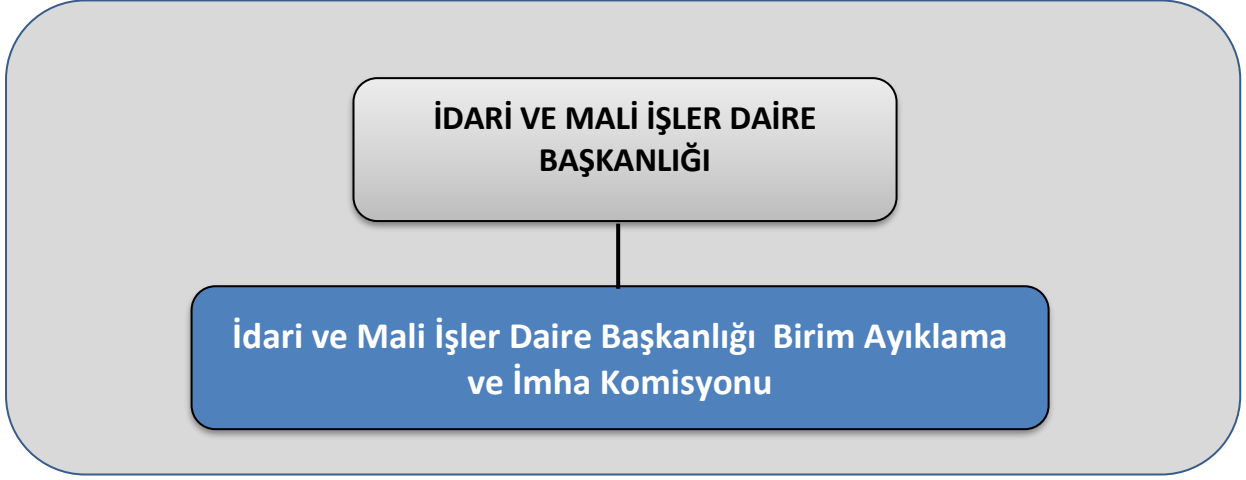 İDARİ VE MALİ İŞLER DAİRE
BAŞKANLIĞI
İdari ve Mali İşler Daire Başkanlığı  Birim Ayıklama
ve İmha Komisyonu